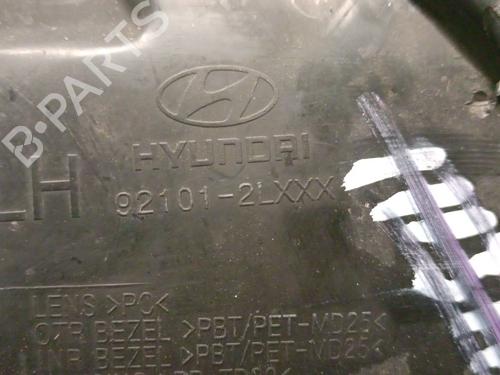 B-PARTS
HYUNDAI
LH
92101-2LXXX
LENS >PC<
OTR BEZEL >PBT/PET-MD25<
INR BEZEL >PBT/PET-MD25<